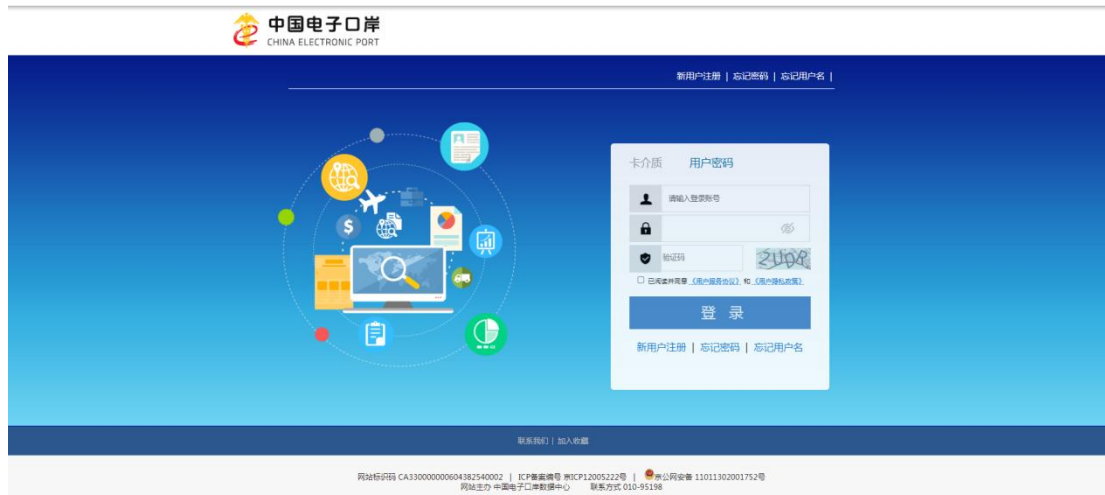 中国电子口岸
CHINA ELECTRONIC PORT
新用户注册 | 忘记密码 | 忘记用户名 |
卡介质 用户密码
请输入登录账号
验证码
已阅读并同意《用户服务协议》和《用户隐私政策》
登 录
新用户注册 | 忘记密码 | 忘记用户名
联系我们 | 加入收藏
网站标识码 CA330000000604382540002 | ICP备案编号 京ICP12005222号 | 京公网安备 11011302001752号
网站主办 中国电子口岸数据中心 联系方式 010-95198